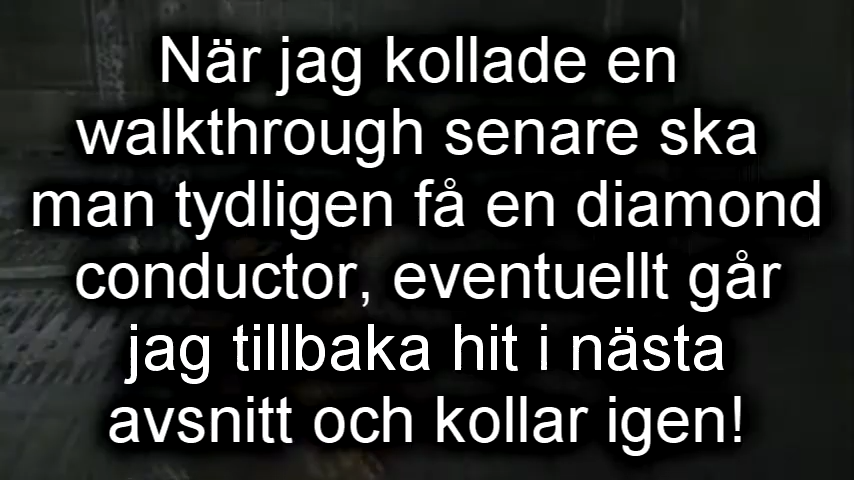 När jag kollade en
walkthrough senare ska
man tydligen få en diamond
conductor, eventuellt går
jag tillbaka hit i nästa
avsnitt och kollar igen!